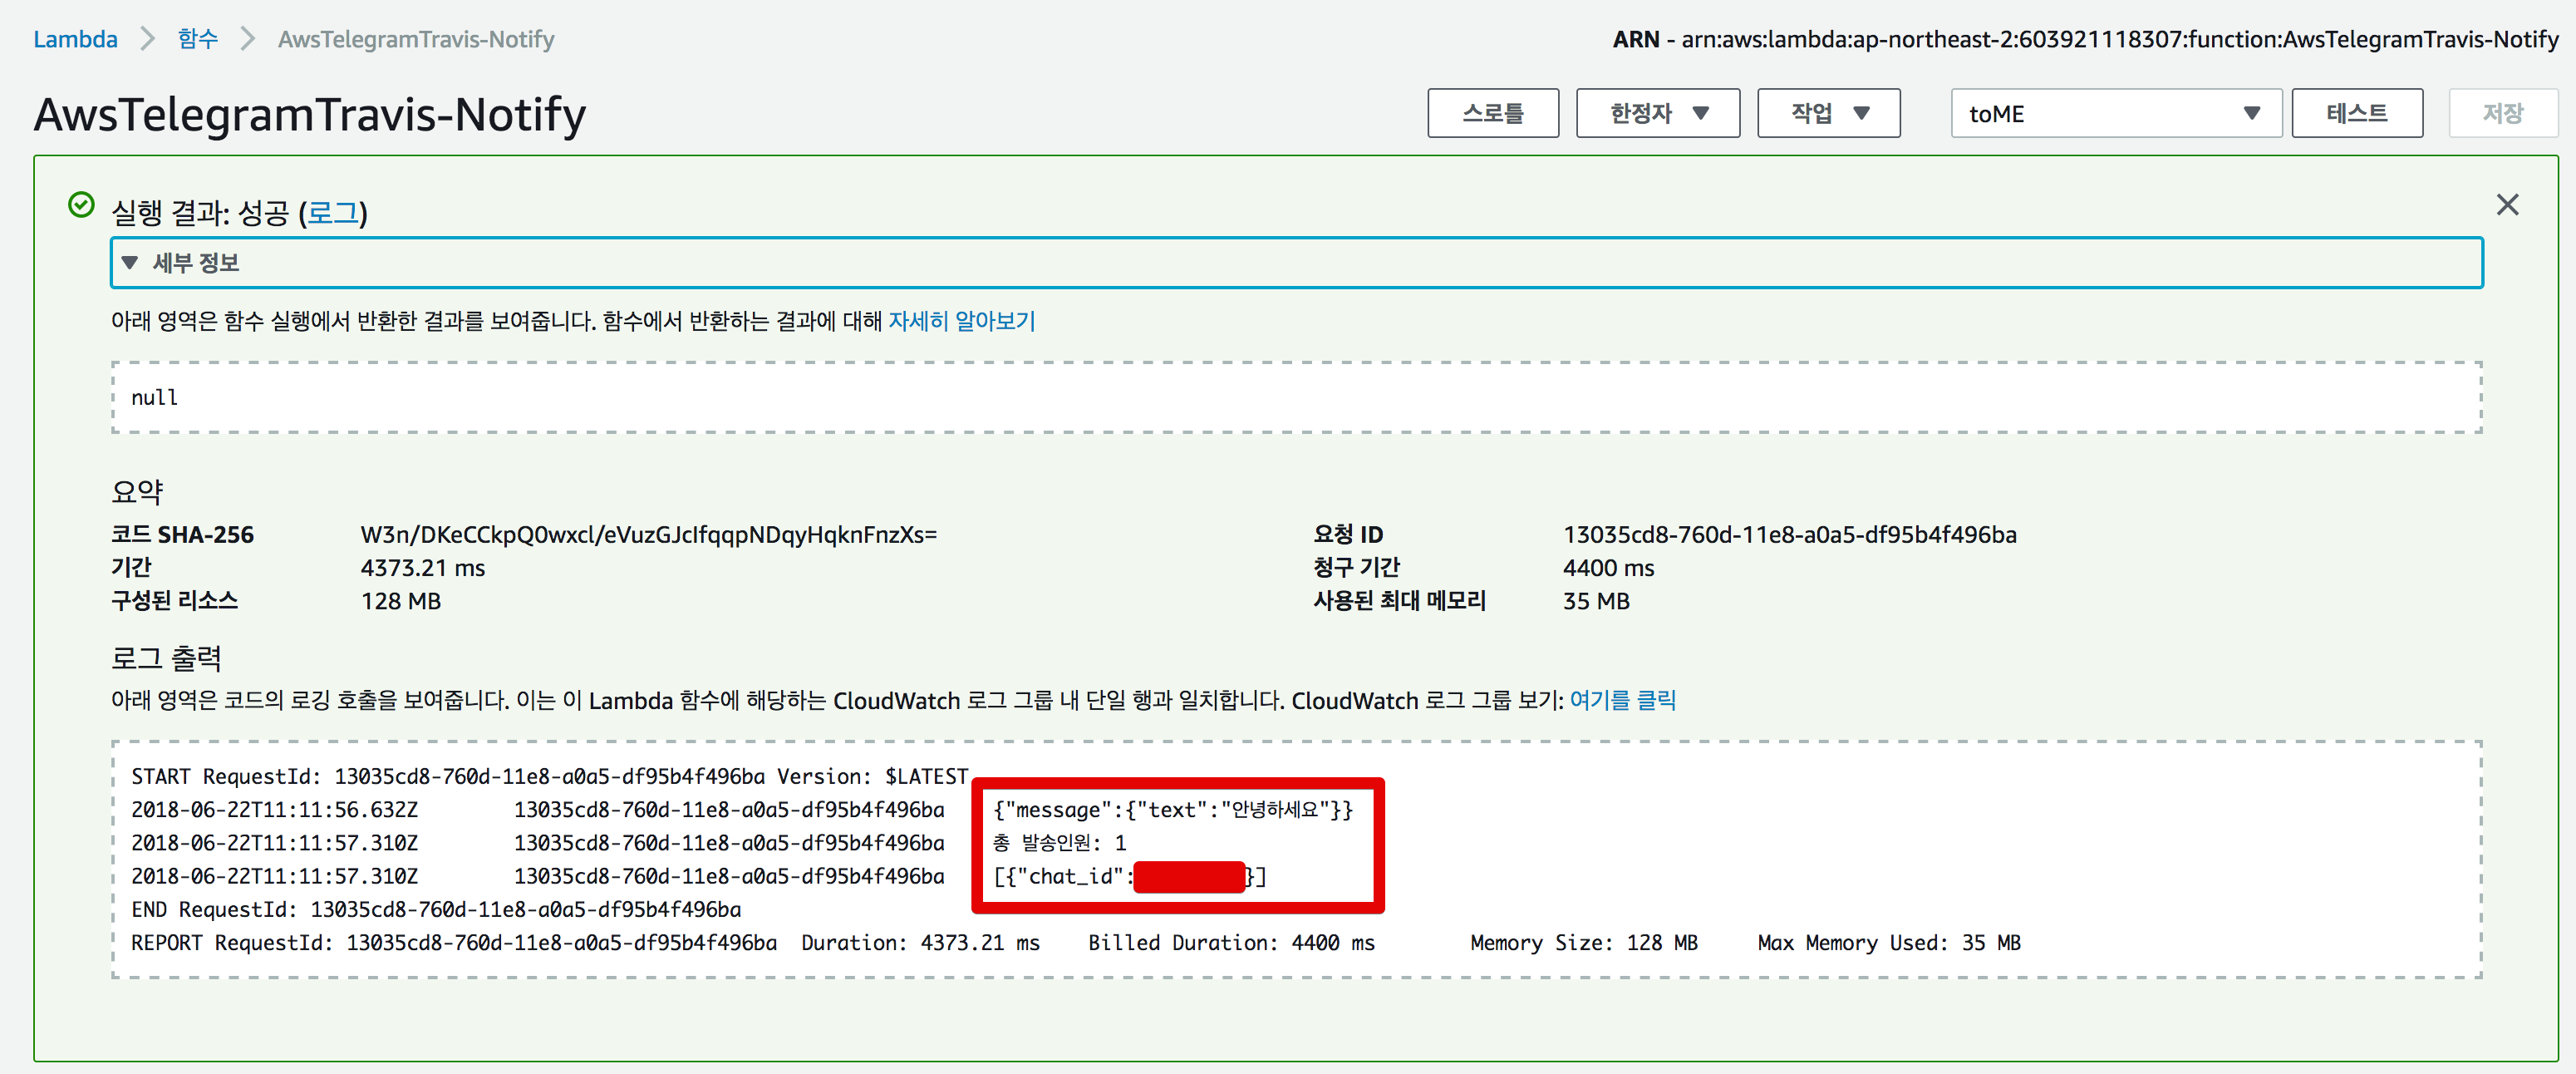 Lambda > 함수 > AwsTelegramTravis-Notify
ARN - arn:aws:lambda:ap-northeast-2:603921118307:function:AwsTelegramTravis-Notify
AwsTelegramTravis-Notify
스로틀 한정자 작업 toME 테스트 저장
실행 결과: 성공 (로그)
세부 정보
아래 영역은 함수 실행에서 반환한 결과를 보여줍니다. 함수에서 반환하는 결과에 대해 자세히 알아보기
null
요약
코드 SHA-256 W3n/DKeCCkpQ0wxcl/eVuzGJcIfqqpNDqyHqknFnzXs= 요청 ID 13035cd8-760d-11e8-a0a5-df95b4f496ba
기간 4373.21 ms 청구 기간 4400 ms
구성된 리소스 128 MB 사용된 최대 메모리 35 MB
로그 출력
아래 영역은 코드의 로깅 호출을 보여줍니다. 이는 이 Lambda 함수에 해당하는 CloudWatch 로그 그룹 내 단일 행과 일치합니다. CloudWatch 로그 그룹 보기: 여기를 클릭
START RequestId: 13035cd8-760d-11e8-a0a5-df95b4f496ba Version: $LATEST
2018-06-22T11:11:56.632Z 13035cd8-760d-11e8-a0a5-df95b4f496ba {"message":{"text":"안녕하세요"}}
2018-06-22T11:11:57.310Z 13035cd8-760d-11e8-a0a5-df95b4f496ba 총 발송인원: 1
2018-06-22T11:11:57.310Z 13035cd8-760d-11e8-a0a5-df95b4f496ba [{"chat_id": }]
END RequestId: 13035cd8-760d-11e8-a0a5-df95b4f496ba
REPORT RequestId: 13035cd8-760d-11e8-a0a5-df95b4f496ba Duration: 4373.21 ms Billed Duration: 4400 ms Memory Size: 128 MB Max Memory Used: 35 MB